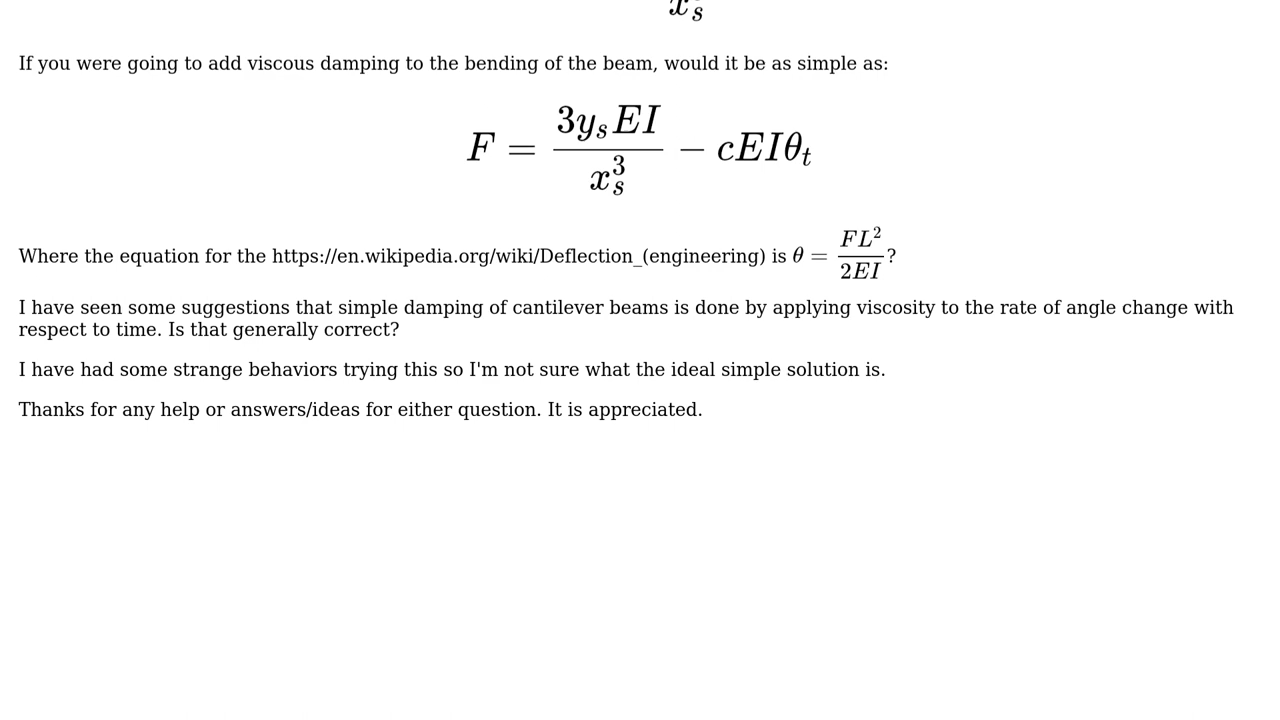 x_s
If you were going to add viscous damping to the bending of the beam, would it be as simple as:
F = \frac{3y_s EI}{x_s^3} − cEIθ_t
Where the equation for the https://en.wikipedia.org/wiki/Deflection_(engineering) is θ = \frac{FL^2}{2EI}?
I have seen some suggestions that simple damping of cantilever beams is done by applying viscosity to the rate of angle change with
respect to time. Is that generally correct?
I have had some strange behaviors trying this so I'm not sure what the ideal simple solution is.
Thanks for any help or answers/ideas for either question. It is appreciated.